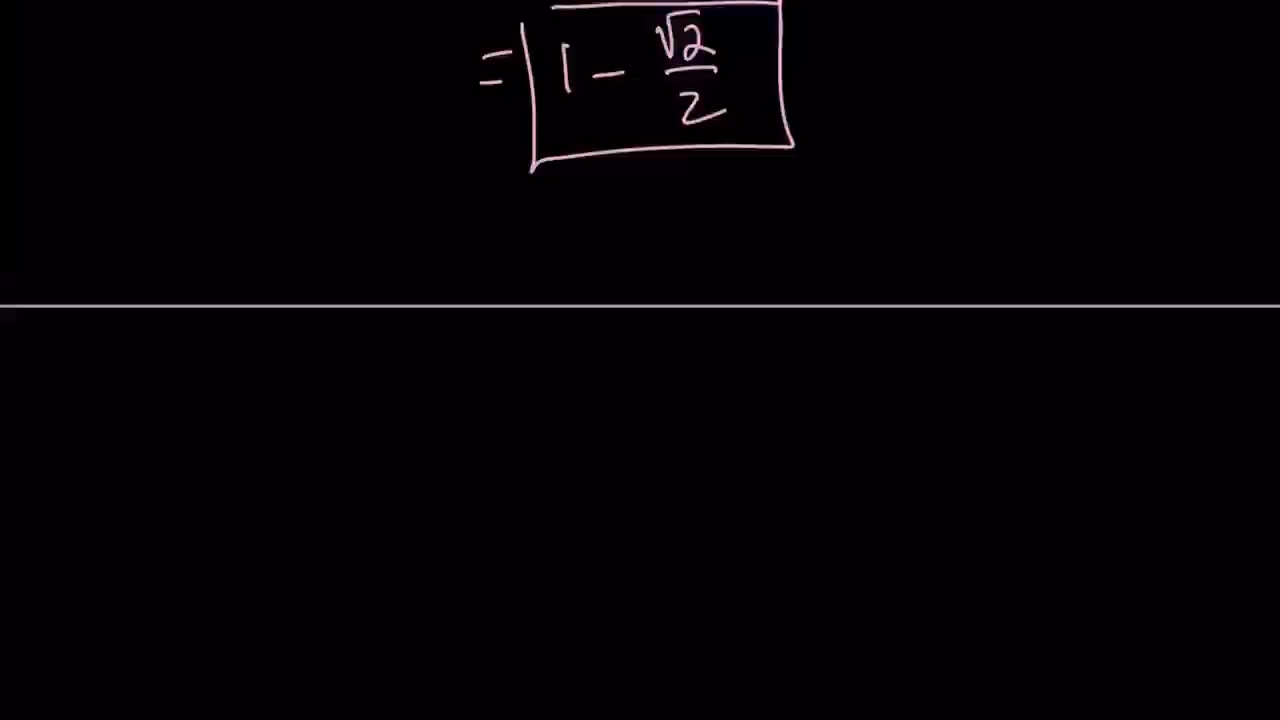 = 1 - √2/2